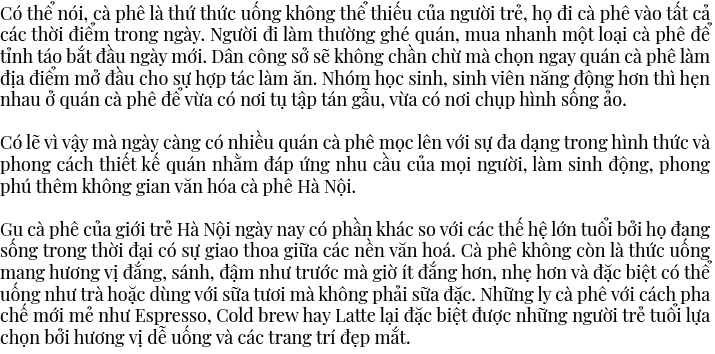 Có thể nói, cà phê là thứ thức uống không thể thiếu của người trẻ, họ đi cà phê vào tất cả
các thời điểm trong ngày. Người đi làm thường ghé quán, mua nhanh một loại cà phê để
tỉnh táo bắt đầu ngày mới. Dân công sở sẽ không chần chừ mà chọn ngay quán cà phê làm
địa điểm mở đầu cho sự hợp tác làm ăn. Nhóm học sinh, sinh viên năng động hơn thì hẹn
nhau ở quán cà phê để vừa có nơi tụ tập tán gẫu, vừa có nơi chụp hình sống ảo.
Có lẽ vì vậy mà ngày càng có nhiều quán cà phê mọc lên với sự đa dạng trong hình thức và
phong cách thiết kế quán nhằm đáp ứng nhu cầu của mọi người, làm sinh động, phong
phú thêm không gian văn hóa cà phê Hà Nội.
Gu cà phê của giới trẻ Hà Nội ngày nay có phần khác so với các thế hệ lớn tuổi bởi họ đang
sống trong thời đại có sự giao thoa giữa các nền văn hoá. Cà phê không còn là thức uống
mang hương vị đắng, sánh, đậm như trước mà giờ ít đắng hơn, nhẹ hơn và đặc biệt có thể
uống như trà hoặc dùng với sữa tươi mà không phải sữa đặc. Những ly cà phê với cách pha
chế mới mẻ như Espresso, Cold brew hay Latte lại đặc biệt được những người trẻ tuổi lựa
chọn bởi hương vị dễ uống và các trang trí đẹp mắt.